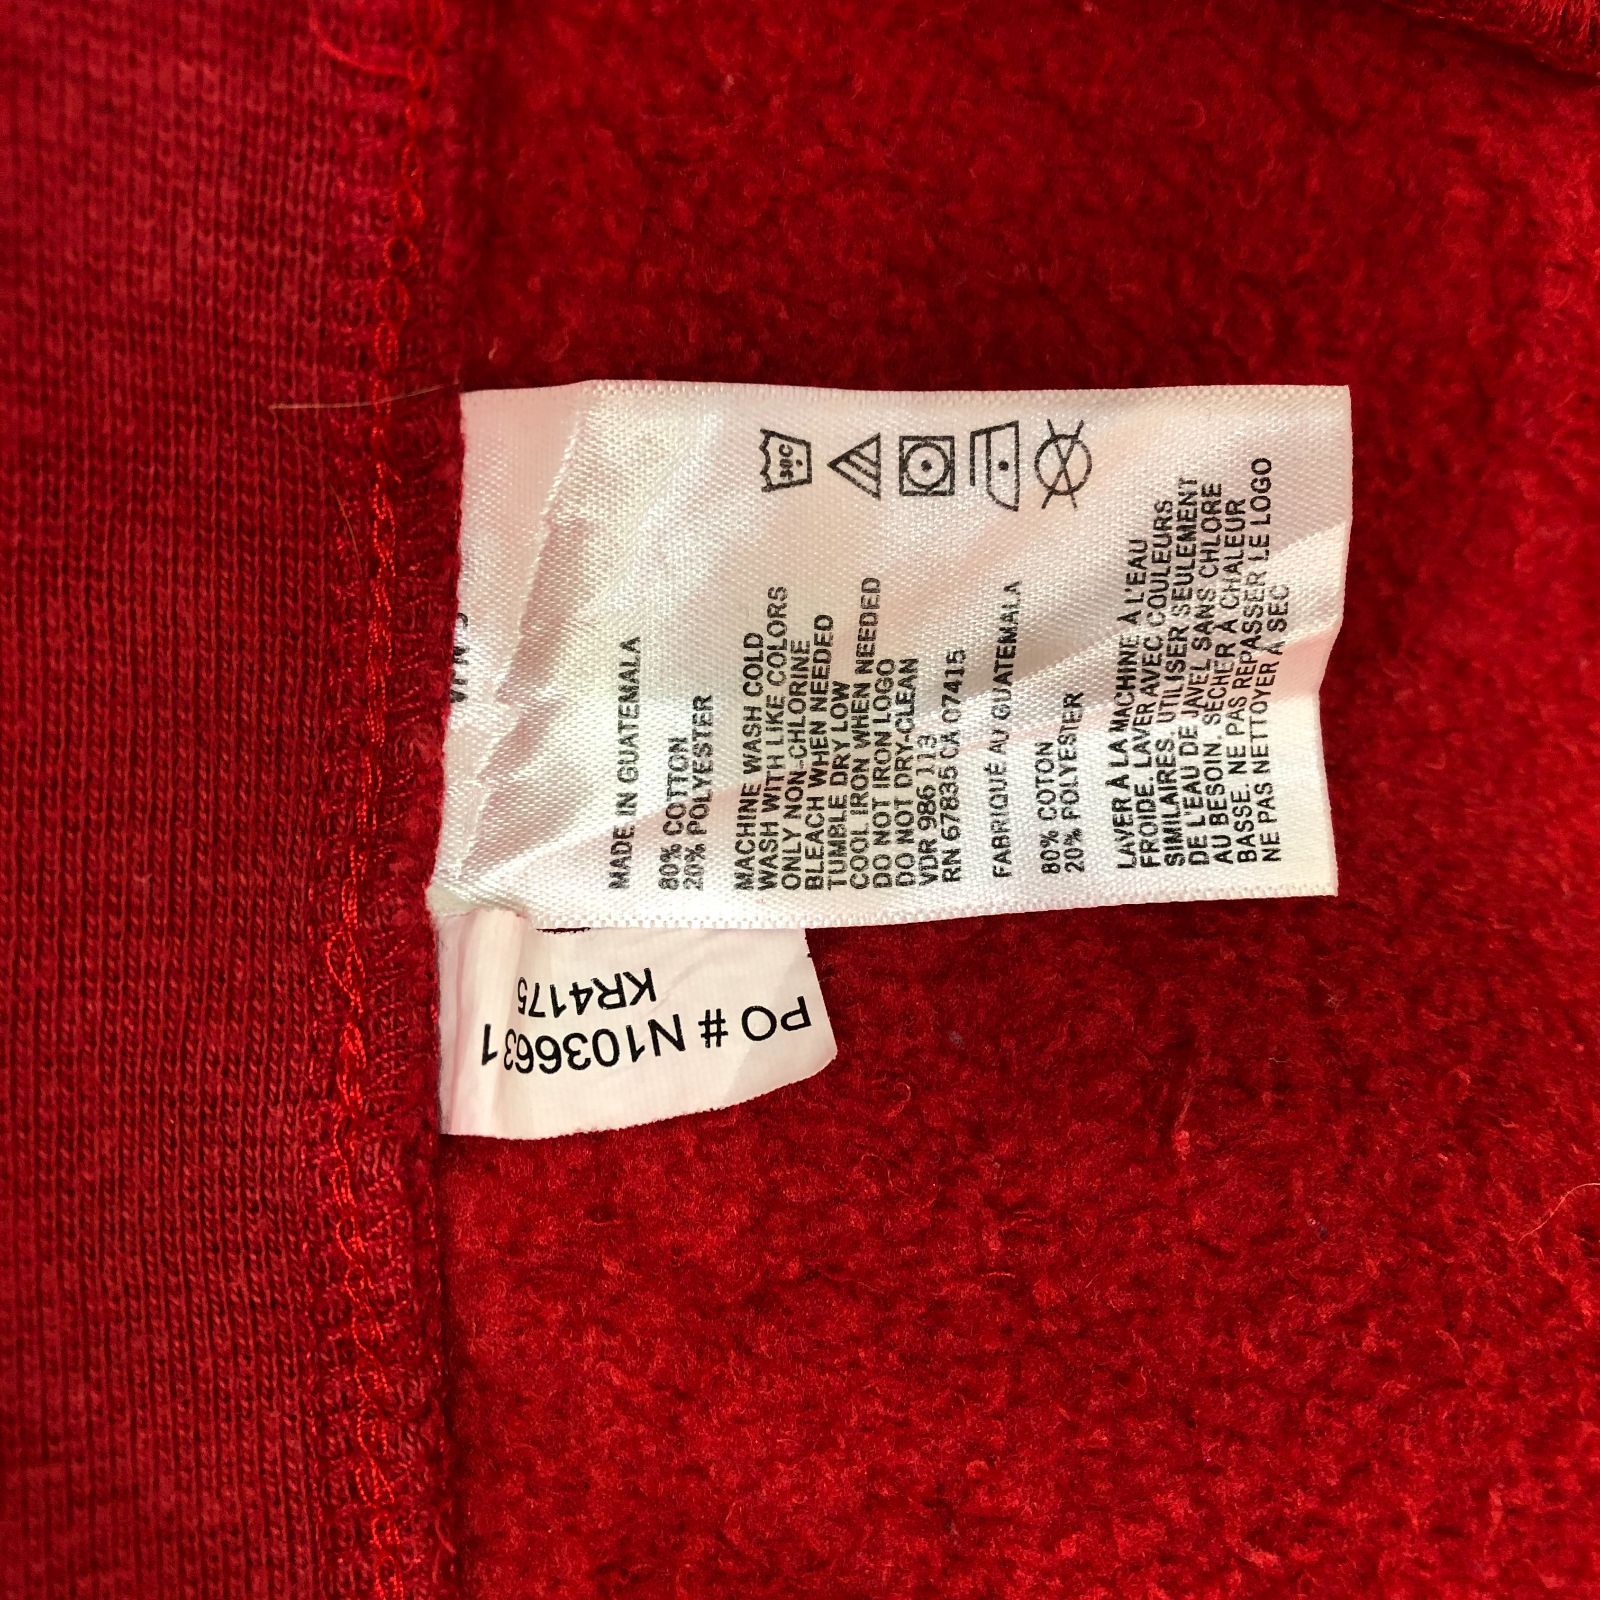 MADE IN GUATEMALA
80% COTTON
20% POLYESTER
MACHINE WASH COLD
WASH WITH LIKE COLORS
ONLY NON-CHLORINE
BLEACH WHEN NEEDED
TUMBLE DRY LOW
COOL IRON WHEN NEEDED
DO NOT IRON LOGO
DO NOT DRY-CLEAN
VDR 986 113
RN 67835 CA 07415
FABRIQUÉ AU GUATEMALA
80% COTON
20% POLYESTER
LAVER À LA MACHINE À L'EAU
FROIDE. LAVER AVEC COULEURS
SIMILAIRES. UTILISER SEULEMENT
DE L'EAU DE JAVEL SANS CHLORE
AU BESOIN. SÉCHER À CHALEUR
BASSE. NE PAS REPASSER LE LOGO
NE PAS NETTOYER À SEC
30C
PO # N103663 1
KR4175